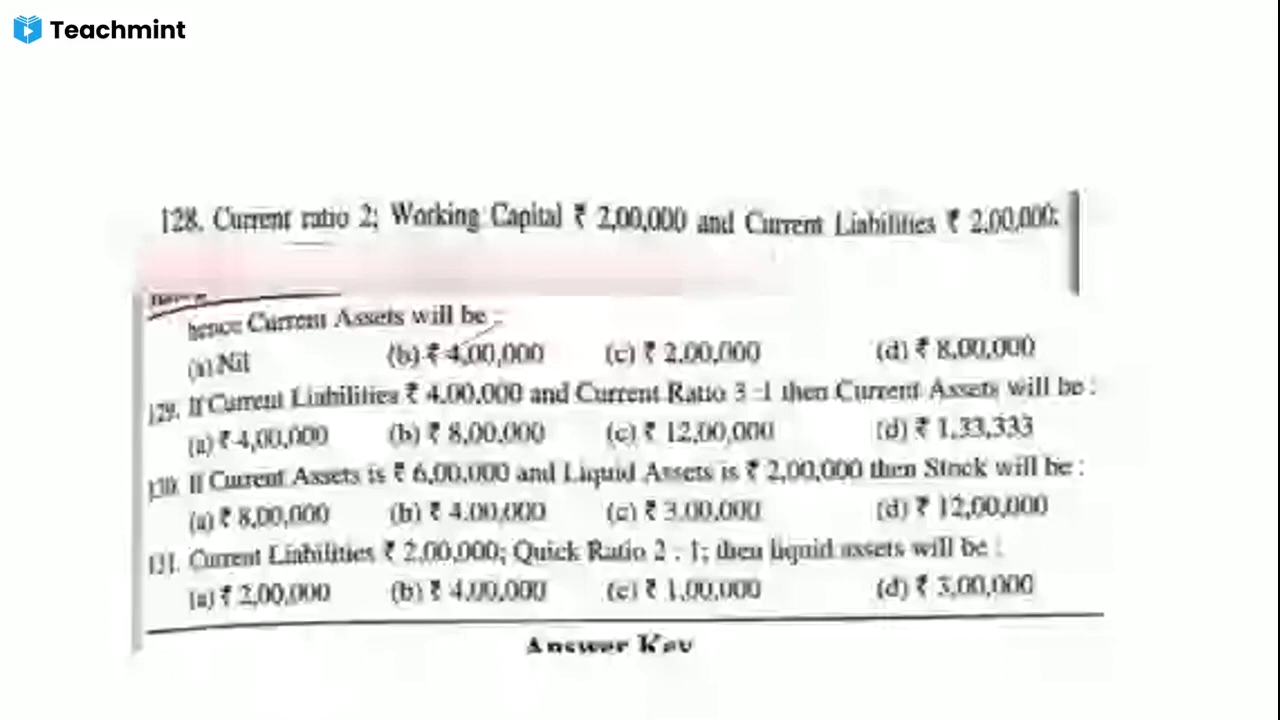 Teachmint
128. Current ratio 2; Working Capital ₹ 2,00,000 and Current Liabilities ₹ 2,00,000;
hence Current Assets will be :
(a) Nil (b) ₹ 4,00,000 (c) ₹ 2,00,000 (d) ₹ 8,00,000
129. If Current Liabilities ₹ 4,00,000 and Current Ratio 3 :1 then Current Assets will be :
(a) ₹ 4,00,000 (b) ₹ 8,00,000 (c) ₹ 12,00,000 (d) ₹ 1,33,333
130. If Current Assets is ₹ 6,00,000 and Liquid Assets is ₹ 2,00,000 then Stock will be :
(a) ₹ 8,00,000 (b) ₹ 4,00,000 (c) ₹ 3,00,000 (d) ₹ 12,00,000
131. Current Liabilities ₹ 2,00,000; Quick Ratio 2 : 1; then liquid assets will be :
(a) ₹ 2,00,000 (b) ₹ 4,00,000 (c) ₹ 1,00,000 (d) ₹ 3,00,000
Answer Key